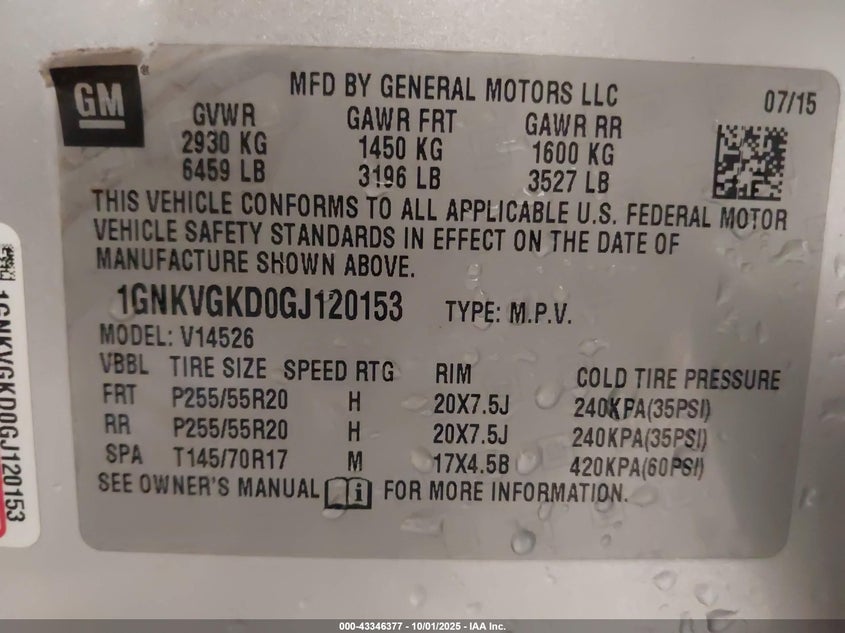 GM
MFD BY GENERAL MOTORS LLC
07/15
GVWR GAWR FRT GAWR RR
2930 KG 1450 KG 1600 KG
6459 LB 3196 LB 3527 LB
THIS VEHICLE CONFORMS TO ALL APPLICABLE U.S. FEDERAL MOTOR
VEHICLE SAFETY STANDARDS IN EFFECT ON THE DATE OF
MANUFACTURE SHOWN ABOVE.
1GNKVGKD0GJ120153 TYPE: M.P.V.
MODEL: V14526
VBBL TIRE SIZE SPEED RTG RIM COLD TIRE PRESSURE
FRT P255/55R20 H 20X7.5J 240KPA(35PSI)
RR P255/55R20 H 20X7.5J 240KPA(35PSI)
SPA T145/70R17 M 17X4.5B 420KPA(60PSI)
SEE OWNER'S MANUAL i FOR MORE INFORMATION.
1GNKVGKD0GJ120153
000-43346377 - 10/01/2025 - IAA Inc.